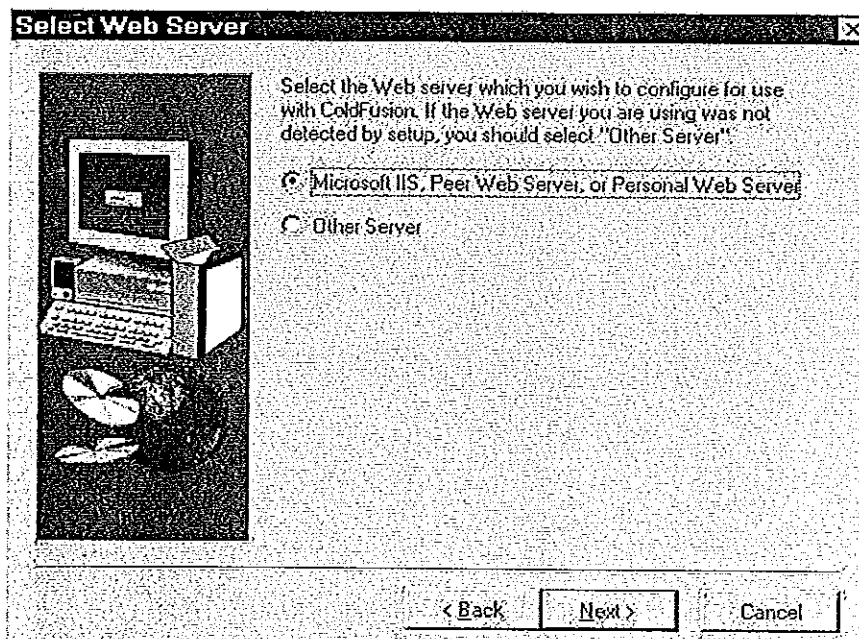 Select Web Server
Select the Web server which you wish to configure for use
with ColdFusion. If the Web server you are using was not
detected by setup, you should select "Other Server".
Microsoft IIS, Peer Web Server, or Personal Web Server
Other Server
< Back
Next >
Cancel